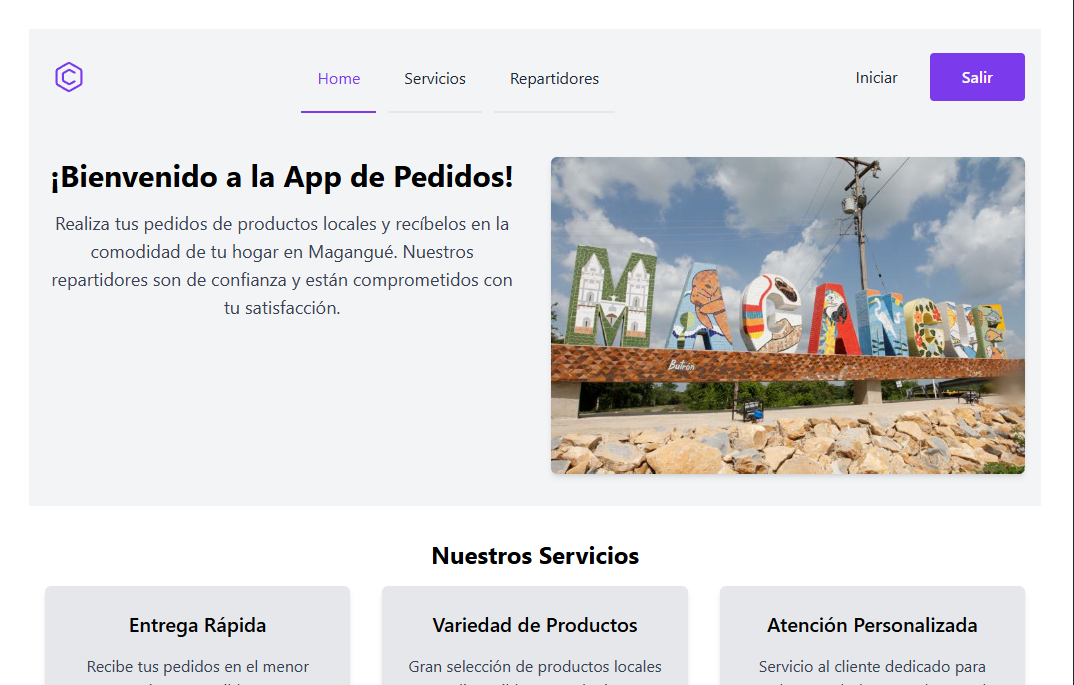 Home
Servicios
Repartidores
Iniciar
Salir
¡Bienvenido a la App de Pedidos!
Realiza tus pedidos de productos locales y recíbelos en la
comodidad de tu hogar en Magangué. Nuestros
repartidores son de confianza y están comprometidos con
tu satisfacción.
MAGANGUÉ
Buitron
Nuestros Servicios
Entrega Rápida
Recibe tus pedidos en el menor
Variedad de Productos
Gran selección de productos locales
Atención Personalizada
Servicio al cliente dedicado para